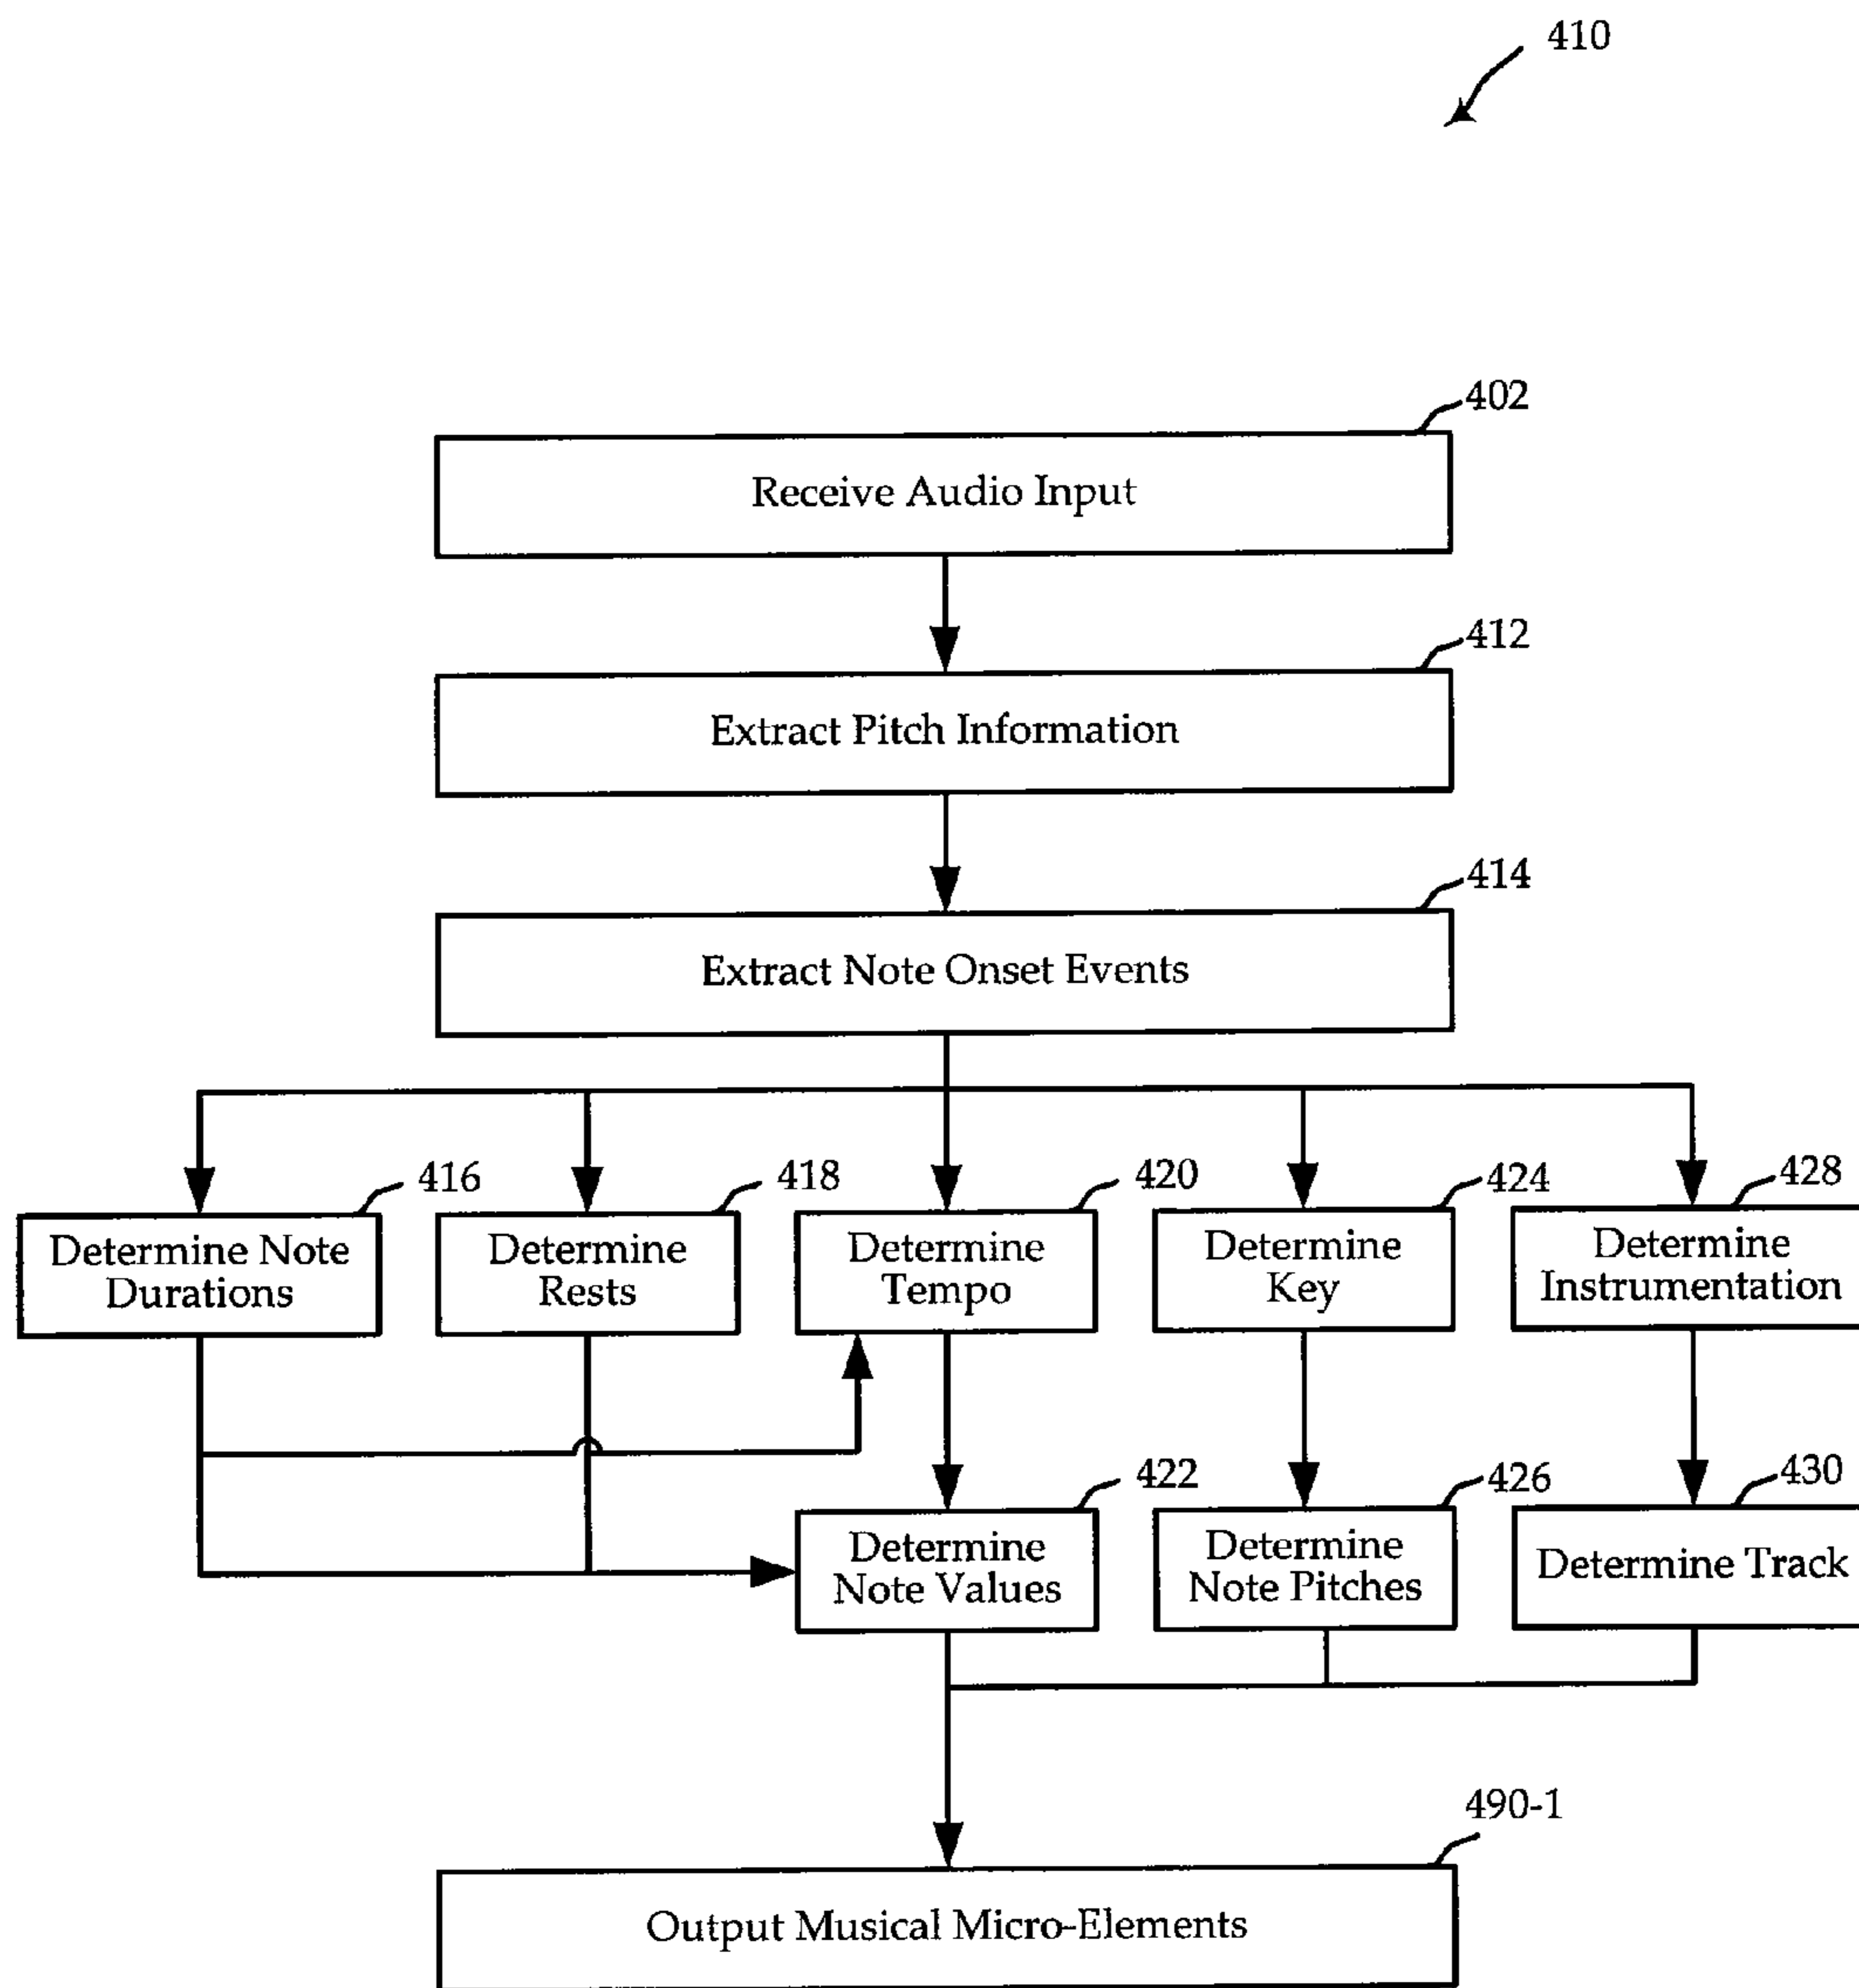 410
402
Receive Audio Input
412
Extract Pitch Information
414
Extract Note Onset Events
416
418
420
424
428
Determine Note
Durations
Determine
Rests
Determine
Tempo
Determine
Key
Determine
Instrumentation
422
426
430
Determine
Note Values
Determine
Note Pitches
Determine Track
490-1
Output Musical Micro-Elements